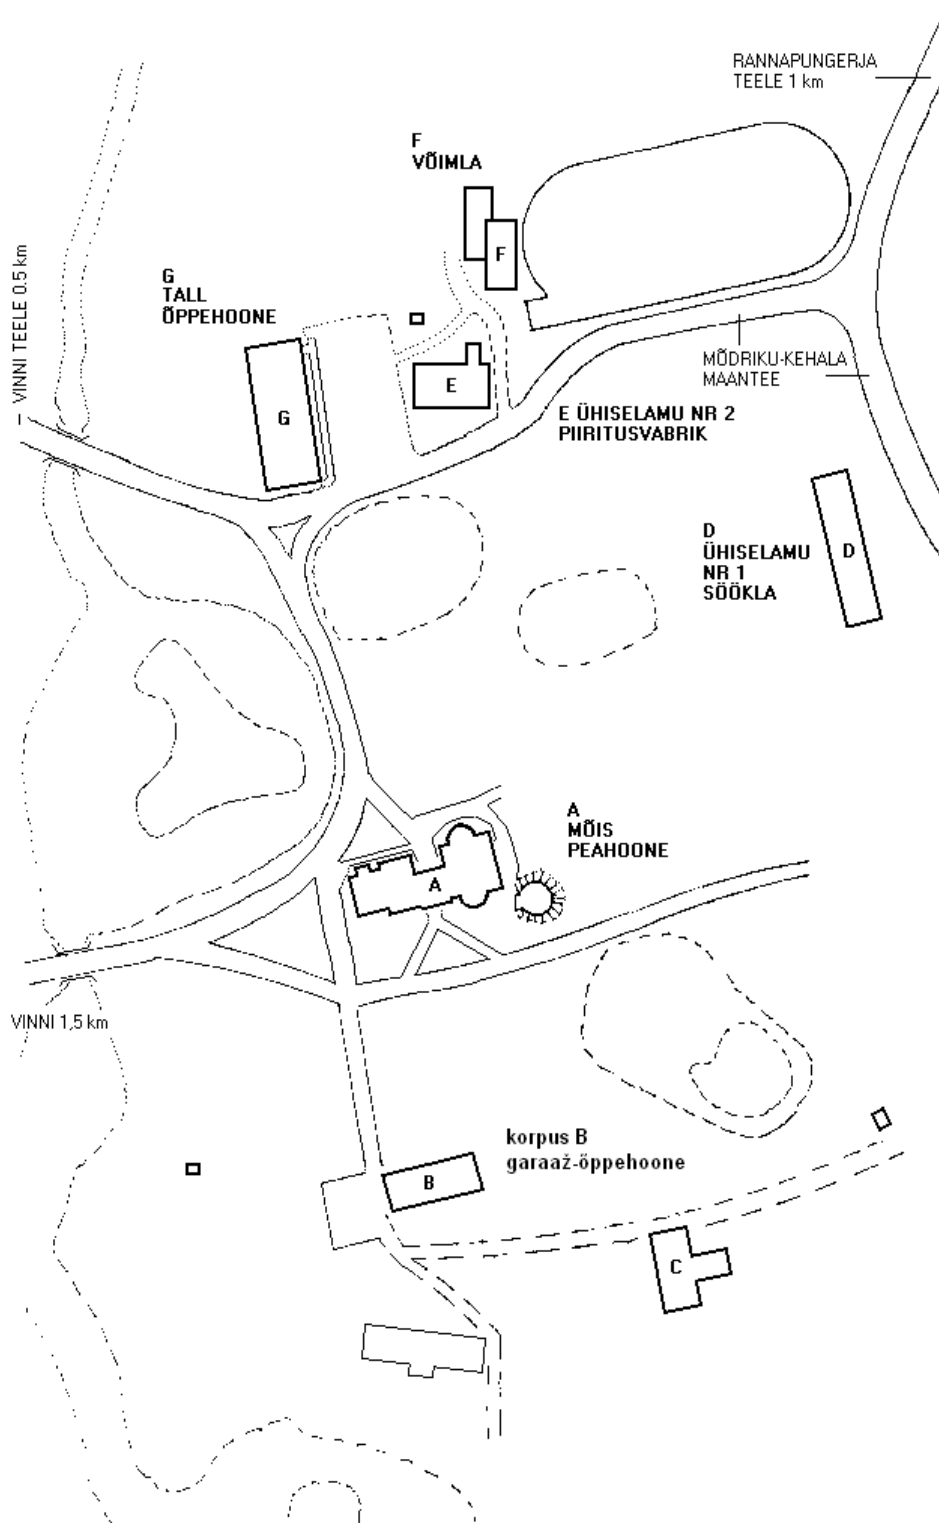 RANNAPUNGERJA
TEELE 1 km
F
VÕIMLA
F
VINNI TEELE 0.5 km
G
TALL
ÕPPEHOONE
MÕDRIKU-KEHALA
MAANTEE
E
G
E ÜHISELAMU NR 2
PIIRITUSVABRIK
D
ÜHISELAMU
NR 1
SÖÖKLA
D
A
MÕIS
PEAHOONE
A
VINNI 1,5 km
korpus B
garaaž-õppehoone
B
C